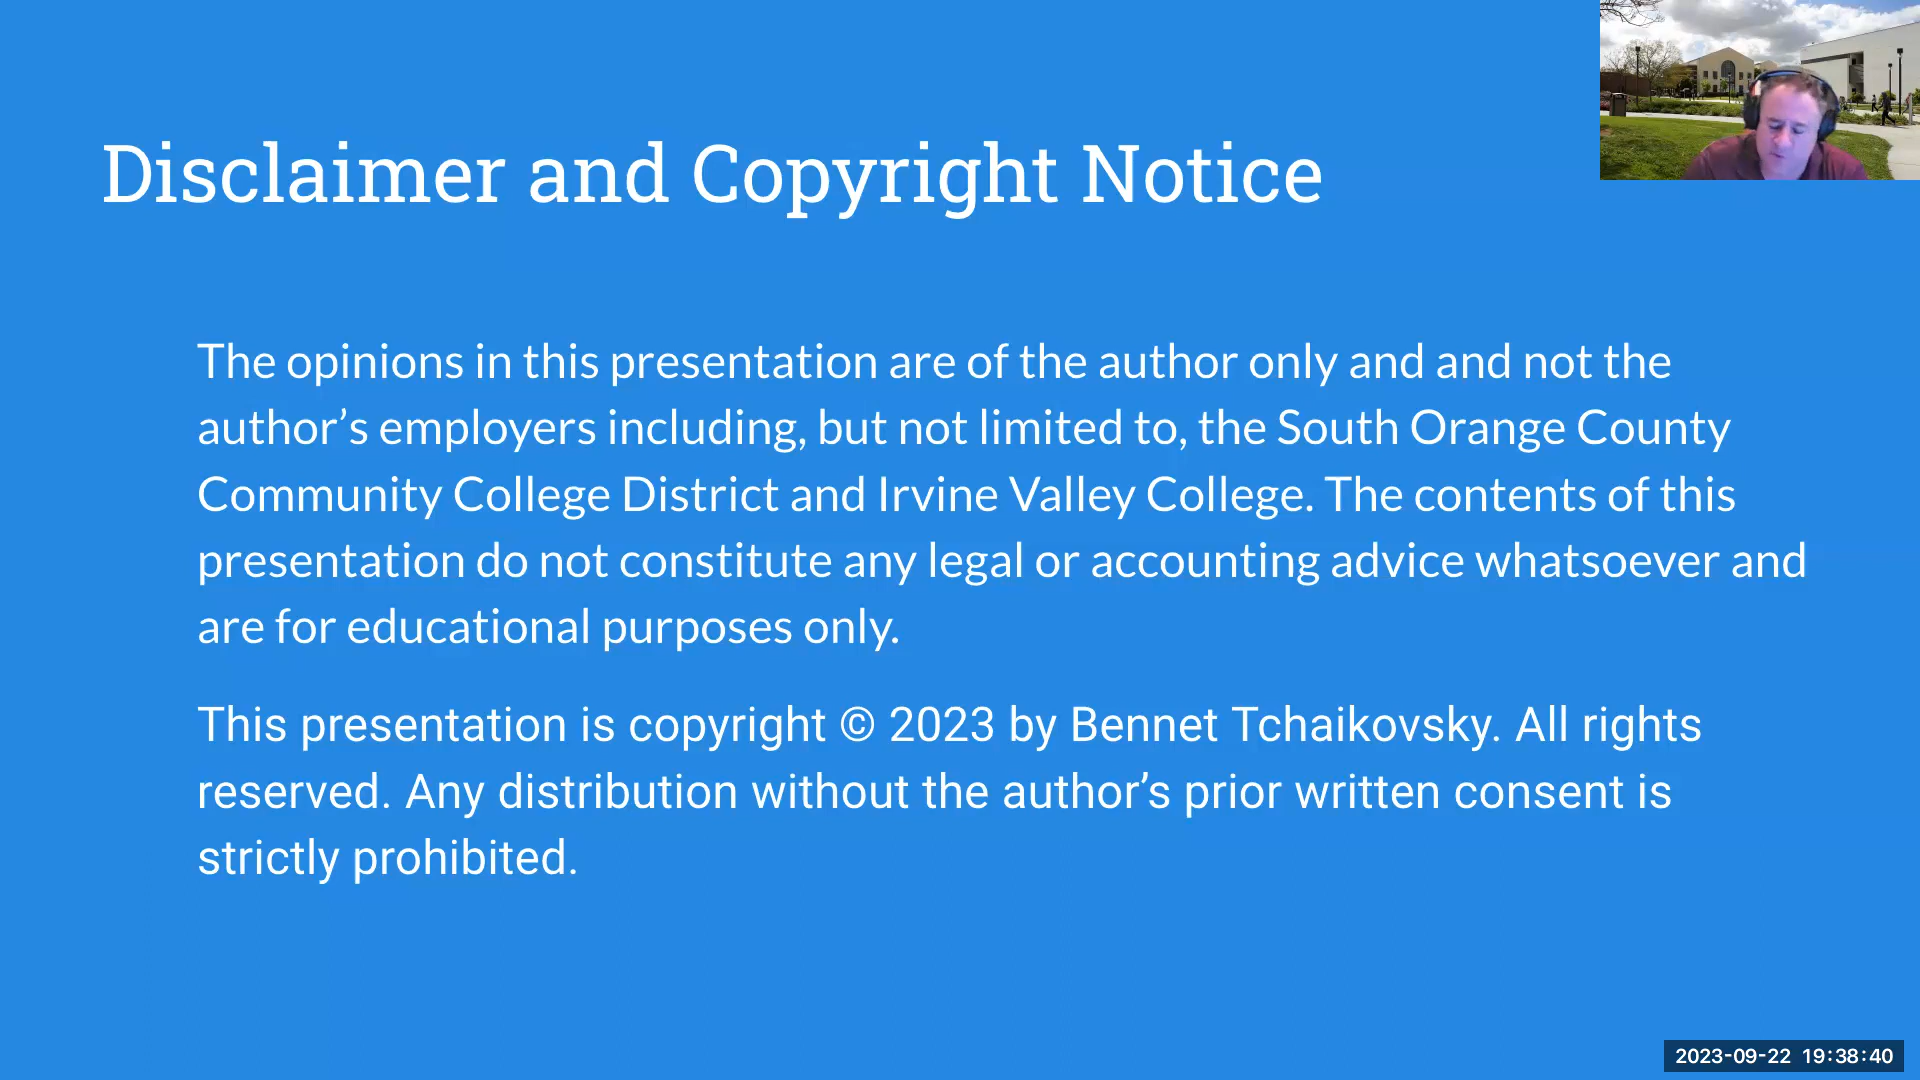 Disclaimer and Copyright Notice
The opinions in this presentation are of the author only and and not the
author’s employers including, but not limited to, the South Orange County
Community College District and Irvine Valley College. The contents of this
presentation do not constitute any legal or accounting advice whatsoever and
are for educational purposes only.
This presentation is copyright © 2023 by Bennet Tchaikovsky. All rights
reserved. Any distribution without the author’s prior written consent is
strictly prohibited.
2023-09-22 19:38:40